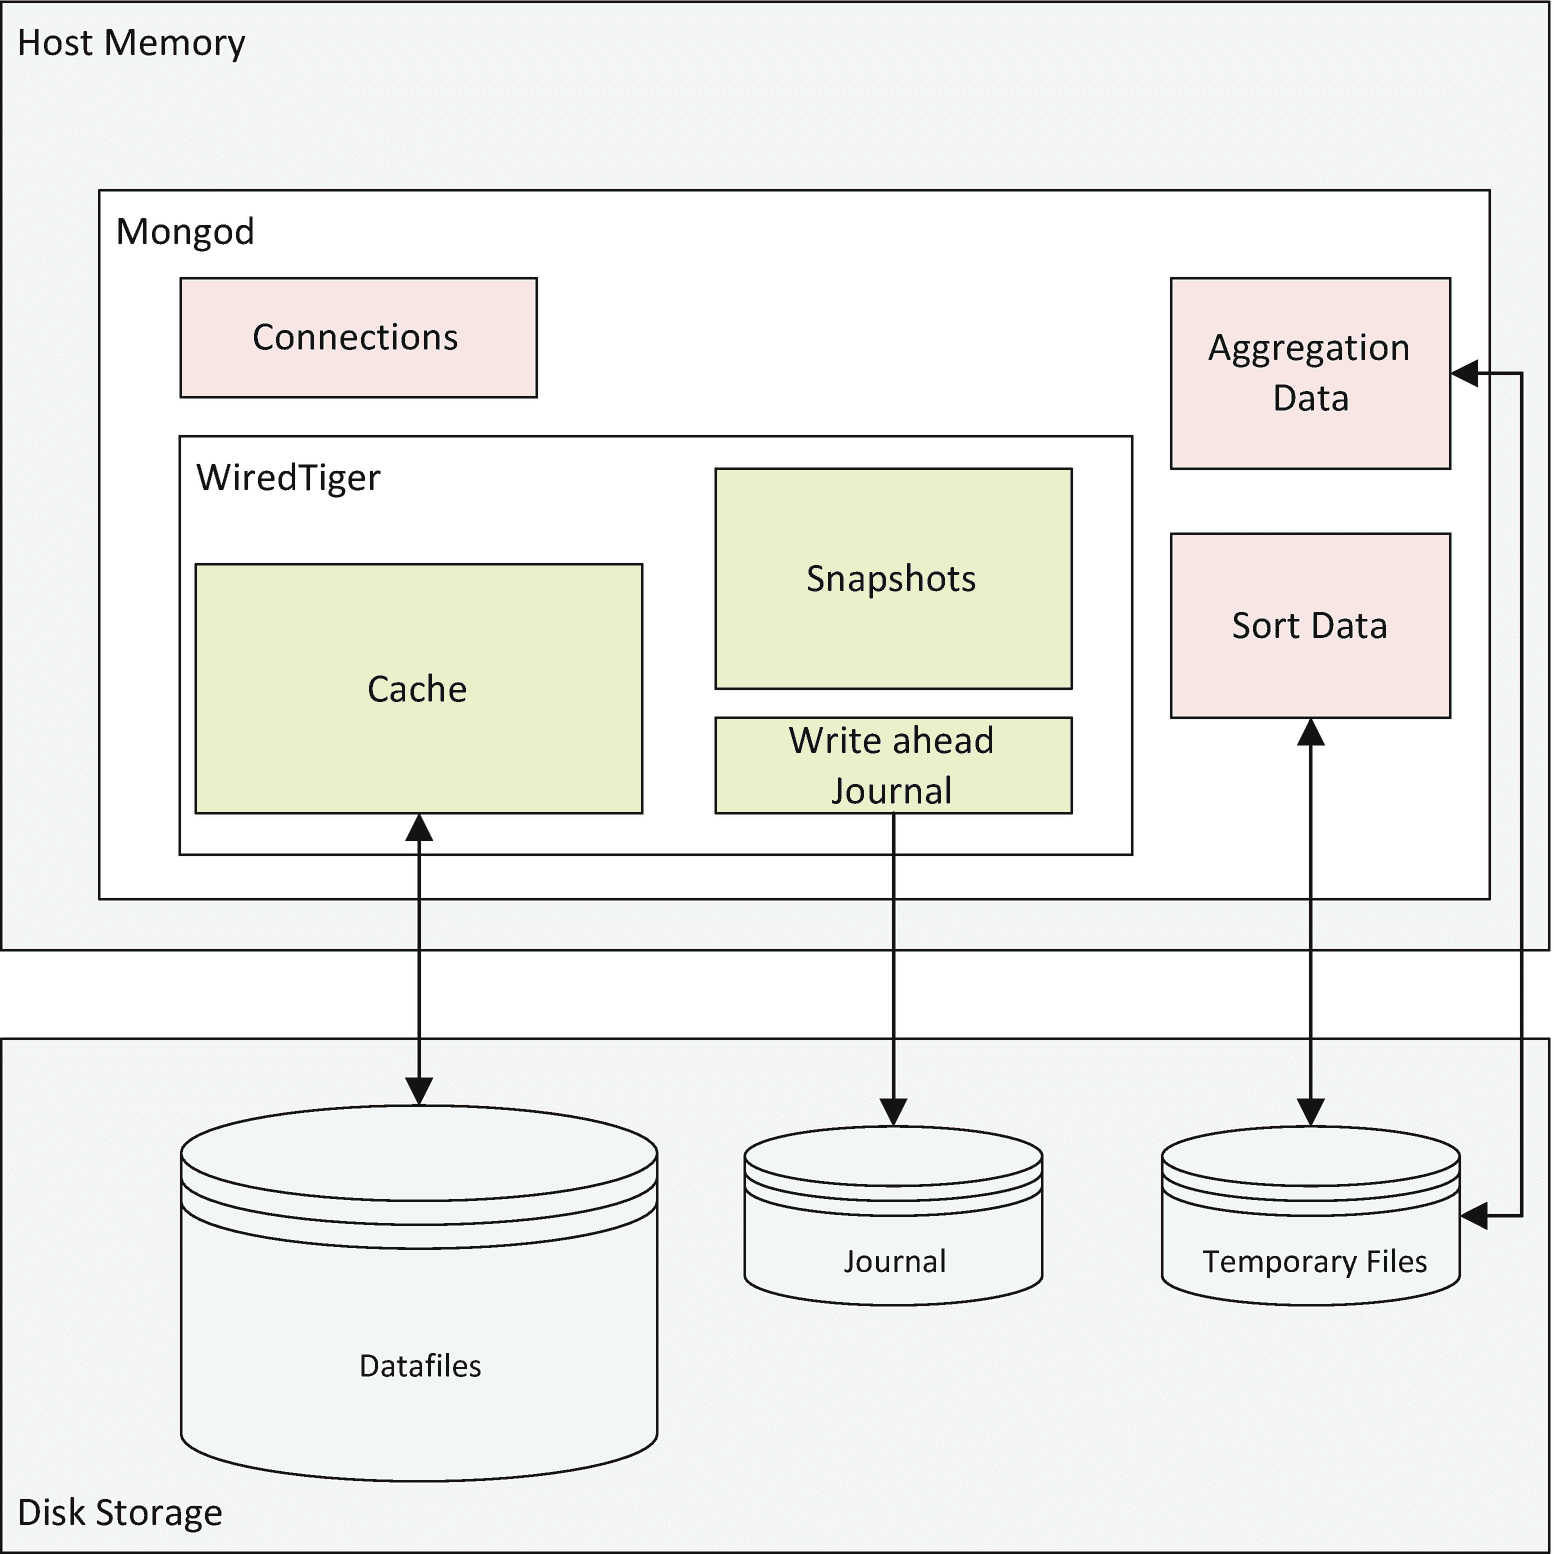 Host Memory
Mongod
Connections
Aggregation
Data
WiredTiger
Snapshots
Cache
Sort Data
Write ahead
Journal
Datafiles
Journal
Temporary Files
Disk Storage